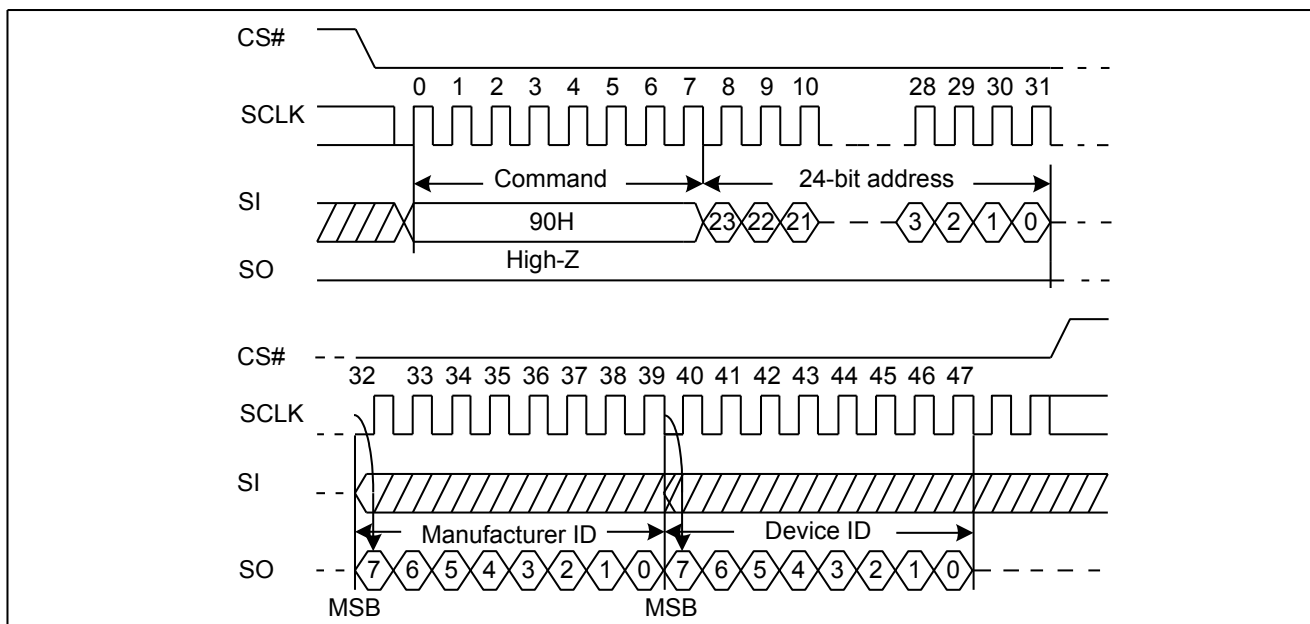 CS#
0 1 2 3 4 5 6 7 8 9 10 28 29 30 31
SCLK
Command 24-bit address
SI
90H 23 22 21 3 2 1 0
High-Z
SO
CS#
32 33 34 35 36 37 38 39 40 41 42 43 44 45 46 47
SCLK
SI
Manufacturer ID Device ID
SO 7 6 5 4 3 2 1 0 7 6 5 4 3 2 1 0
MSB MSB